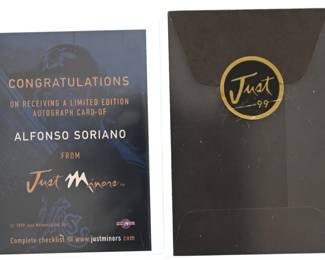 CONGRATULATIONS
ON RECEIVING A LIMITED EDITION
AUTOGRAPH CARD OF
ALFONSO SORIANO
FROM
Just Minors
Complete checklist @ www.justminors.com
Just
99